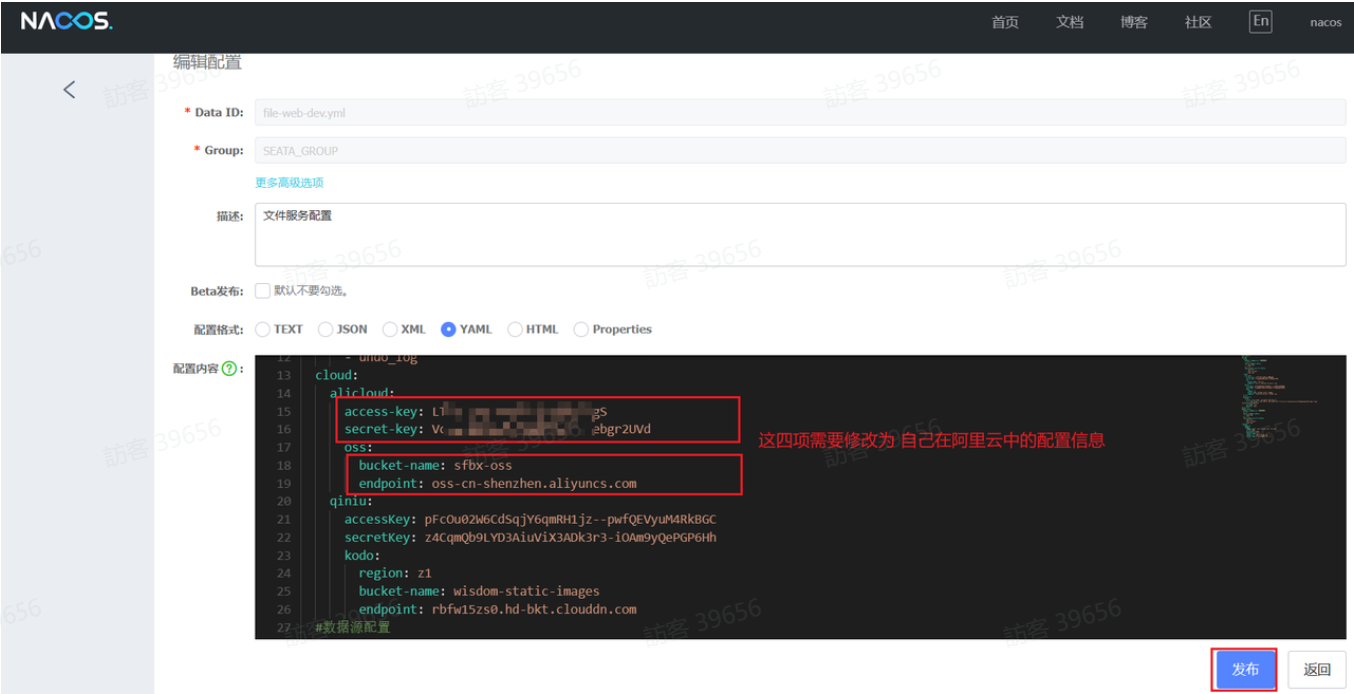 NACOS.
首页 文档 博客 社区 En nacos
编辑配置
* Data ID: file-web-dev.yml
* Group: SEATA_GROUP
更多高级选项
描述: 文件服务配置
Beta发布: 默认不要勾选。
配置格式: TEXT JSON XML YAML HTML Properties
配置内容 ? :
12 - undo_log
13 cloud:
14 alicloud:
15 access-key:
16 secret-key:
17 oss:
18 bucket-name: sfbx-oss
19 endpoint: oss-cn-shenzhen.aliyuncs.com
20 qiniu:
21 accessKey: pFcOu02W6CdSqjY6qmRH1jz--pwfQEVyuM4RkBGC
22 secretKey: z4CqmQb9LYD3AiuViX3ADk3r3-iOAm9yQePGP6Hh
23 kodo:
24 region: z1
25 bucket-name: wisdom-static-images
26 endpoint: rbfw15zs0.hd-bkt.clouddn.com
27 #数据源配置
这四项需要修改为 自己在阿里云中的配置信息
发布 返回
訪客 39656